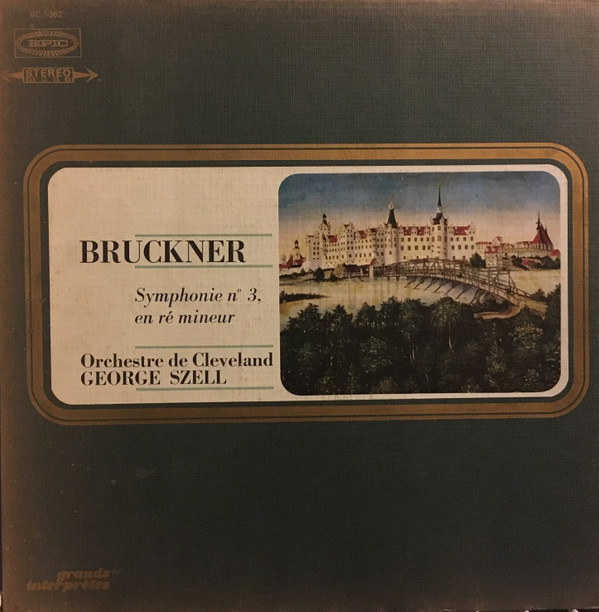 EPIC
STEREO
BRUCKNER
Symphonie n° 3,
en ré mineur
Orchestre de Cleveland
GEORGE SZELL
grands
interprètes